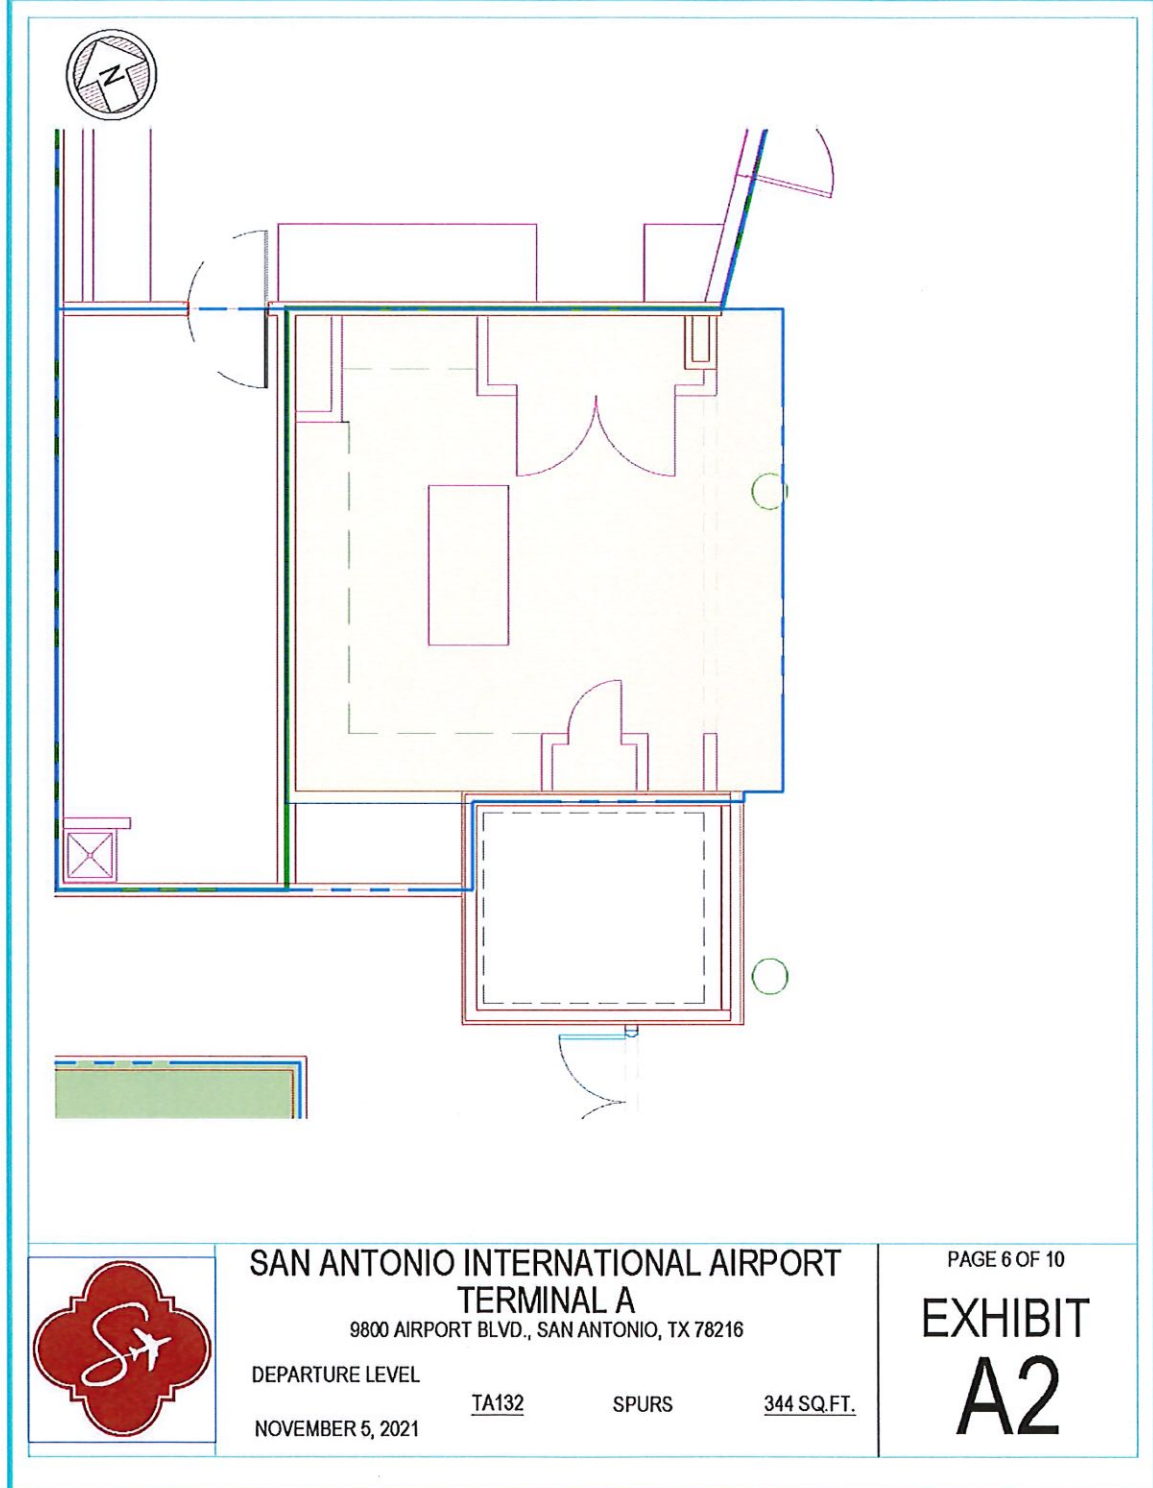 N
SAN ANTONIO INTERNATIONAL AIRPORT
TERMINAL A
9800 AIRPORT BLVD., SAN ANTONIO, TX 78216
DEPARTURE LEVEL
TA132 SPURS 344 SQ.FT.
NOVEMBER 5, 2021
PAGE 6 OF 10
EXHIBIT
A2